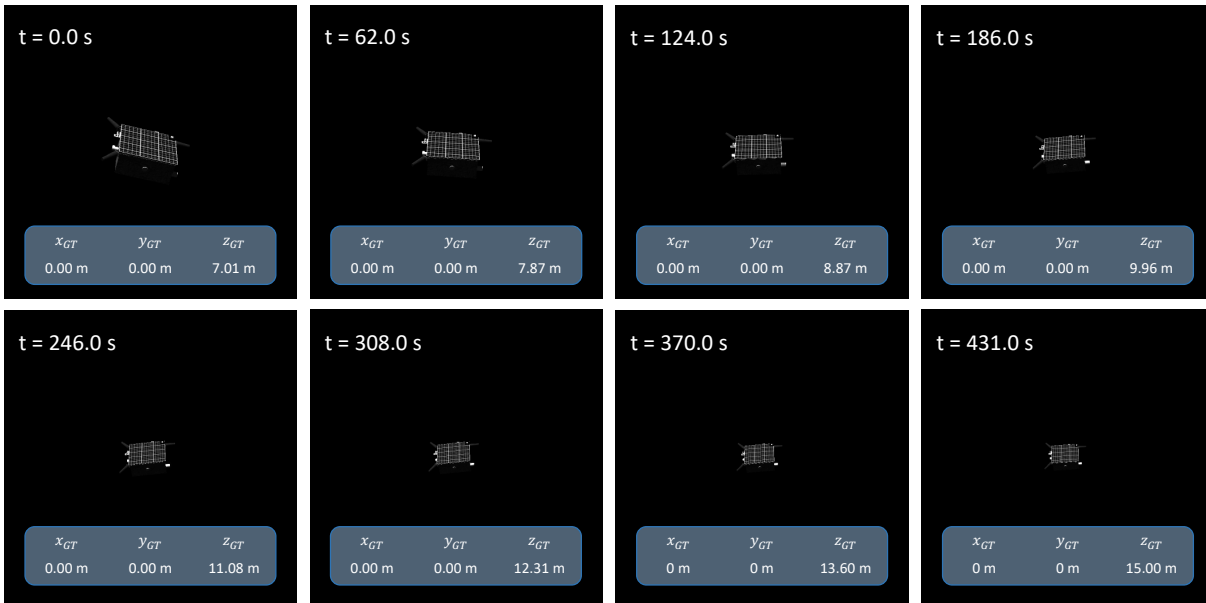 t = 0.0 s
x_GT y_GT z_GT
0.00 m 0.00 m 7.01 m
t = 62.0 s
x_GT y_GT z_GT
0.00 m 0.00 m 7.87 m
t = 124.0 s
x_GT y_GT z_GT
0.00 m 0.00 m 8.87 m
t = 186.0 s
x_GT y_GT z_GT
0.00 m 0.00 m 9.96 m
t = 246.0 s
x_GT y_GT z_GT
0.00 m 0.00 m 11.08 m
t = 308.0 s
x_GT y_GT z_GT
0.00 m 0.00 m 12.31 m
t = 370.0 s
x_GT y_GT z_GT
0 m 0 m 13.60 m
t = 431.0 s
x_GT y_GT z_GT
0 m 0 m 15.00 m